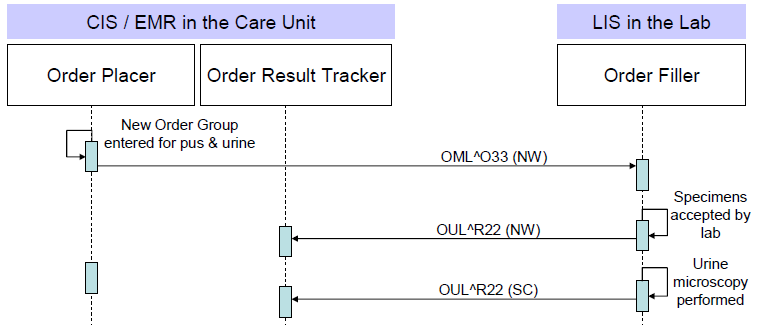 CIS / EMR in the Care Unit
LIS in the Lab
Order Placer
Order Result Tracker
Order Filler
New Order Group
entered for pus & urine
OML^O33 (NW)
Specimens
accepted by
lab
OUL^R22 (NW)
Urine
microscopy
performed
OUL^R22 (SC)